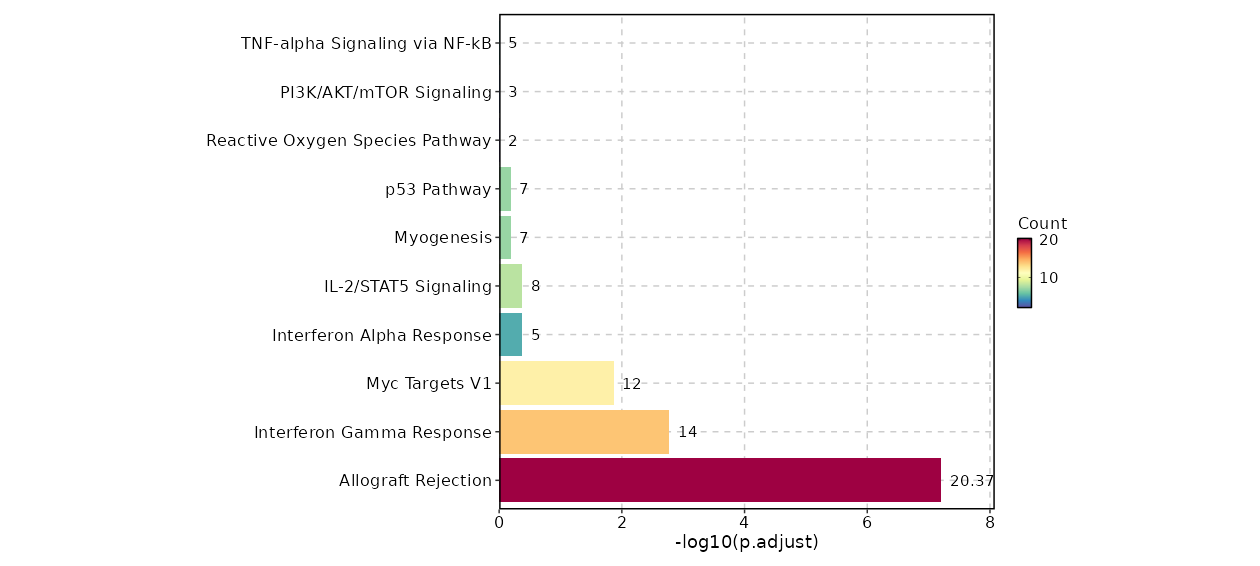 TNF-alpha Signaling via NF-kB 5
PI3K/AKT/mTOR Signaling 3
Reactive Oxygen Species Pathway 2
p53 Pathway 7
Myogenesis 7
IL-2/STAT5 Signaling 8
Interferon Alpha Response 5
Myc Targets V1 12
Interferon Gamma Response 14
Allograft Rejection 20.37
0 2 4 6 8
-log10(p.adjust)
Count
20
10